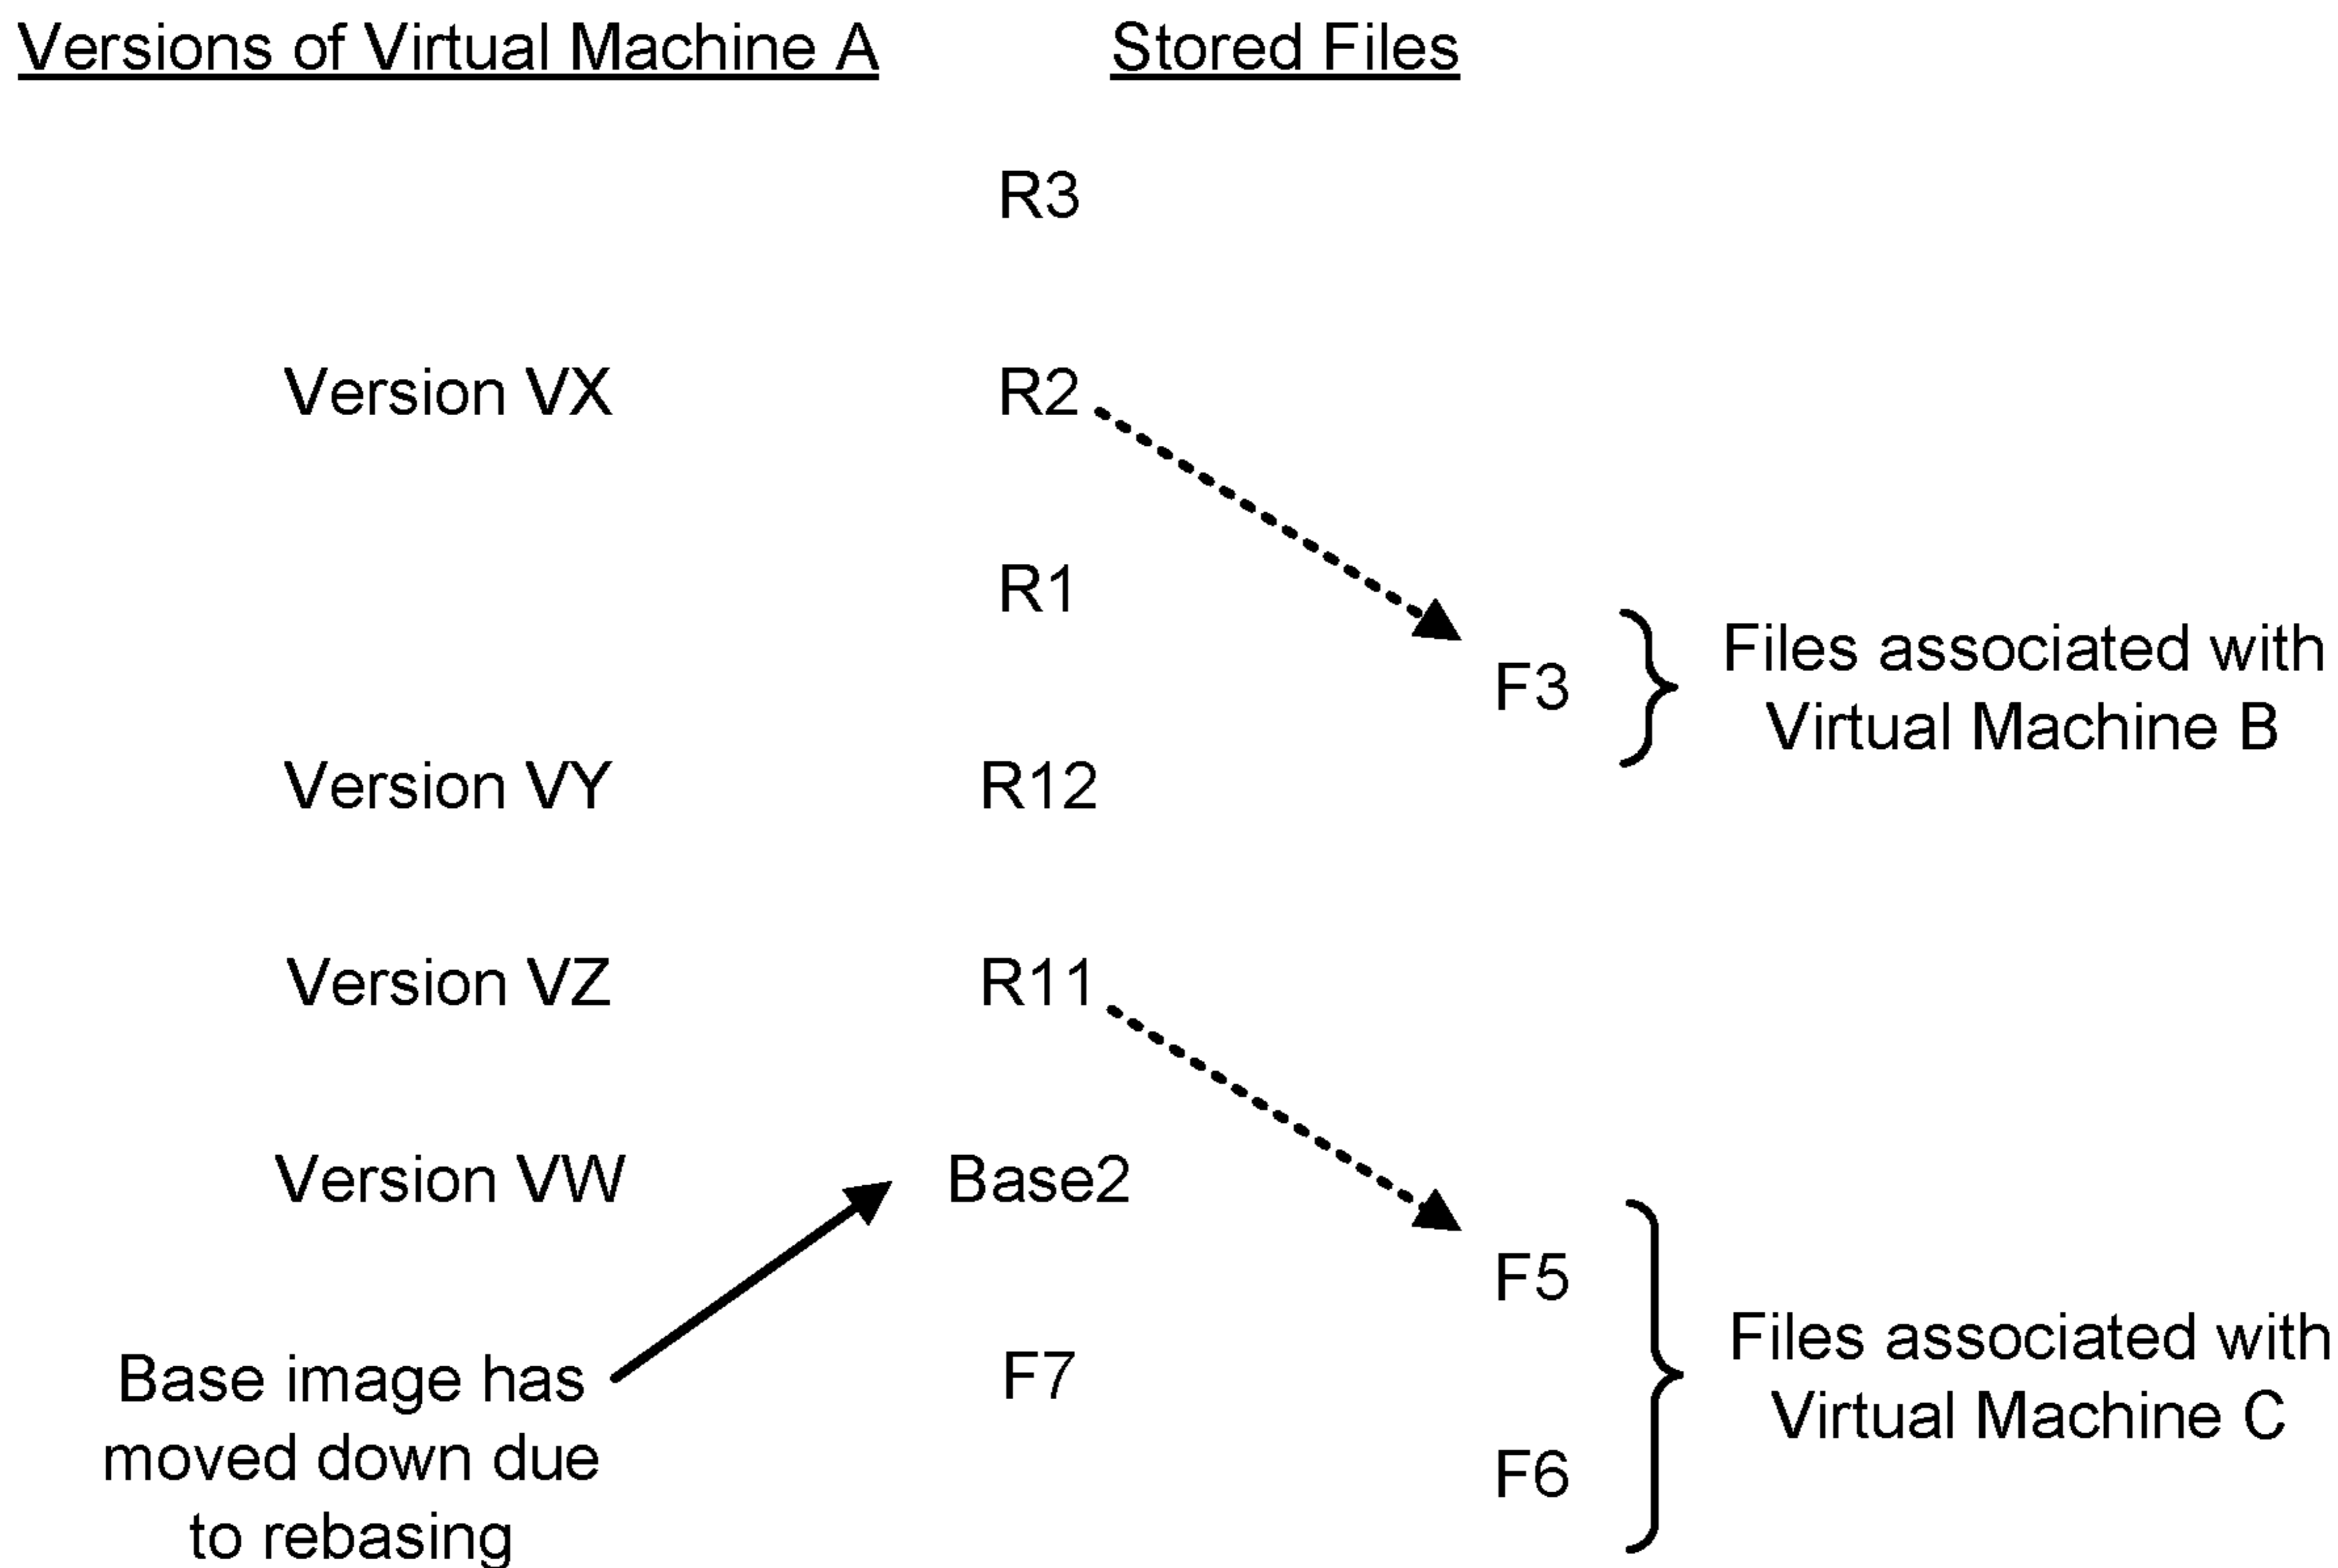 Versions of Virtual Machine A
Stored Files
R3
Version VX
R2
R1
F3
Files associated with
Virtual Machine B
Version VY
R12
Version VZ
R11
Version VW
Base2
F5
Base image has
moved down due
to rebasing
F7
F6
Files associated with
Virtual Machine C